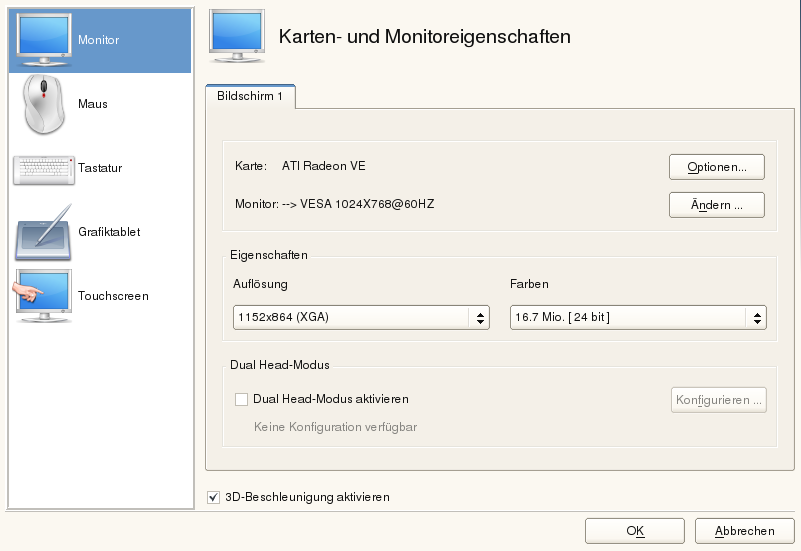 Monitor
Maus
Tastatur
Grafiktablet
Touchscreen
Karten- und Monitoreigenschaften
Bildschirm 1
Karte: ATI Radeon VE
Optionen...
Monitor: --> VESA 1024X768@60HZ
Ändern ...
Eigenschaften
Auflösung
Farben
1152x864 (XGA)
16.7 Mio. [ 24 bit ]
Dual Head-Modus
Dual Head-Modus aktivieren
Konfigurieren ...
Keine Konfiguration verfügbar
3D-Beschleunigung aktivieren
OK
Abbrechen